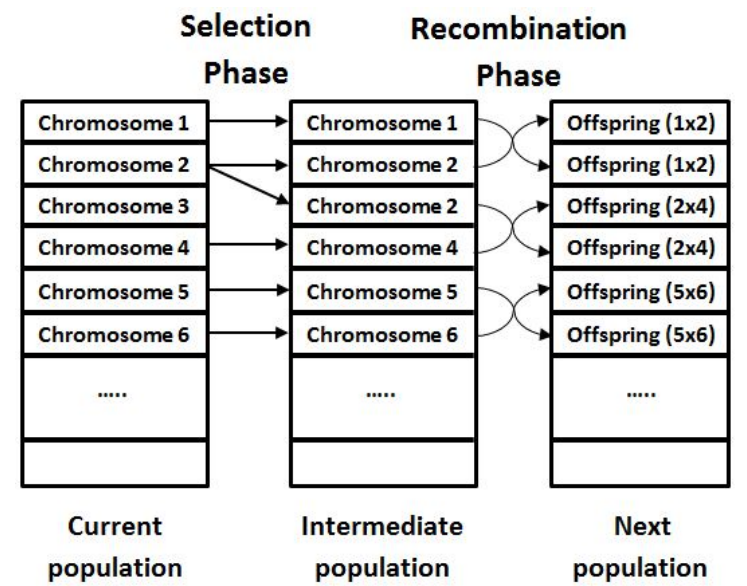 Selection
Phase
Recombination
Phase
Chromosome 1
Chromosome 2
Chromosome 3
Chromosome 4
Chromosome 5
Chromosome 6
.....
Current
population
Chromosome 1
Chromosome 2
Chromosome 2
Chromosome 4
Chromosome 5
Chromosome 6
.....
Intermediate
population
Offspring (1x2)
Offspring (1x2)
Offspring (2x4)
Offspring (2x4)
Offspring (5x6)
Offspring (5x6)
.....
Next
population